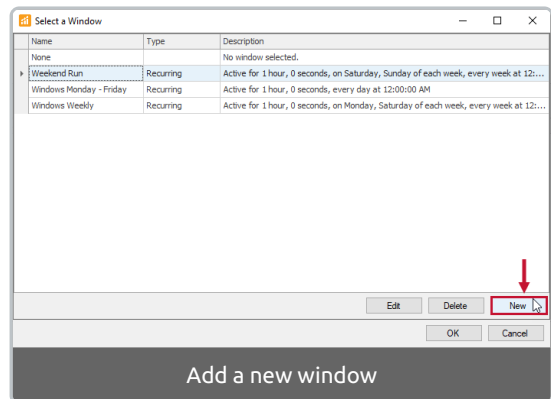 Select a Window
Name Type Description
None No window selected.
Weekend Run Recurring Active for 1 hour, 0 seconds, on Saturday, Sunday of each week, every week at 12:...
Windows Monday - Friday Recurring Active for 1 hour, 0 seconds, every day at 12:00:00 AM
Windows Weekly Recurring Active for 1 hour, 0 seconds, on Monday, Saturday of each week, every week at 12:...
Edit Delete New
OK Cancel
Add a new window